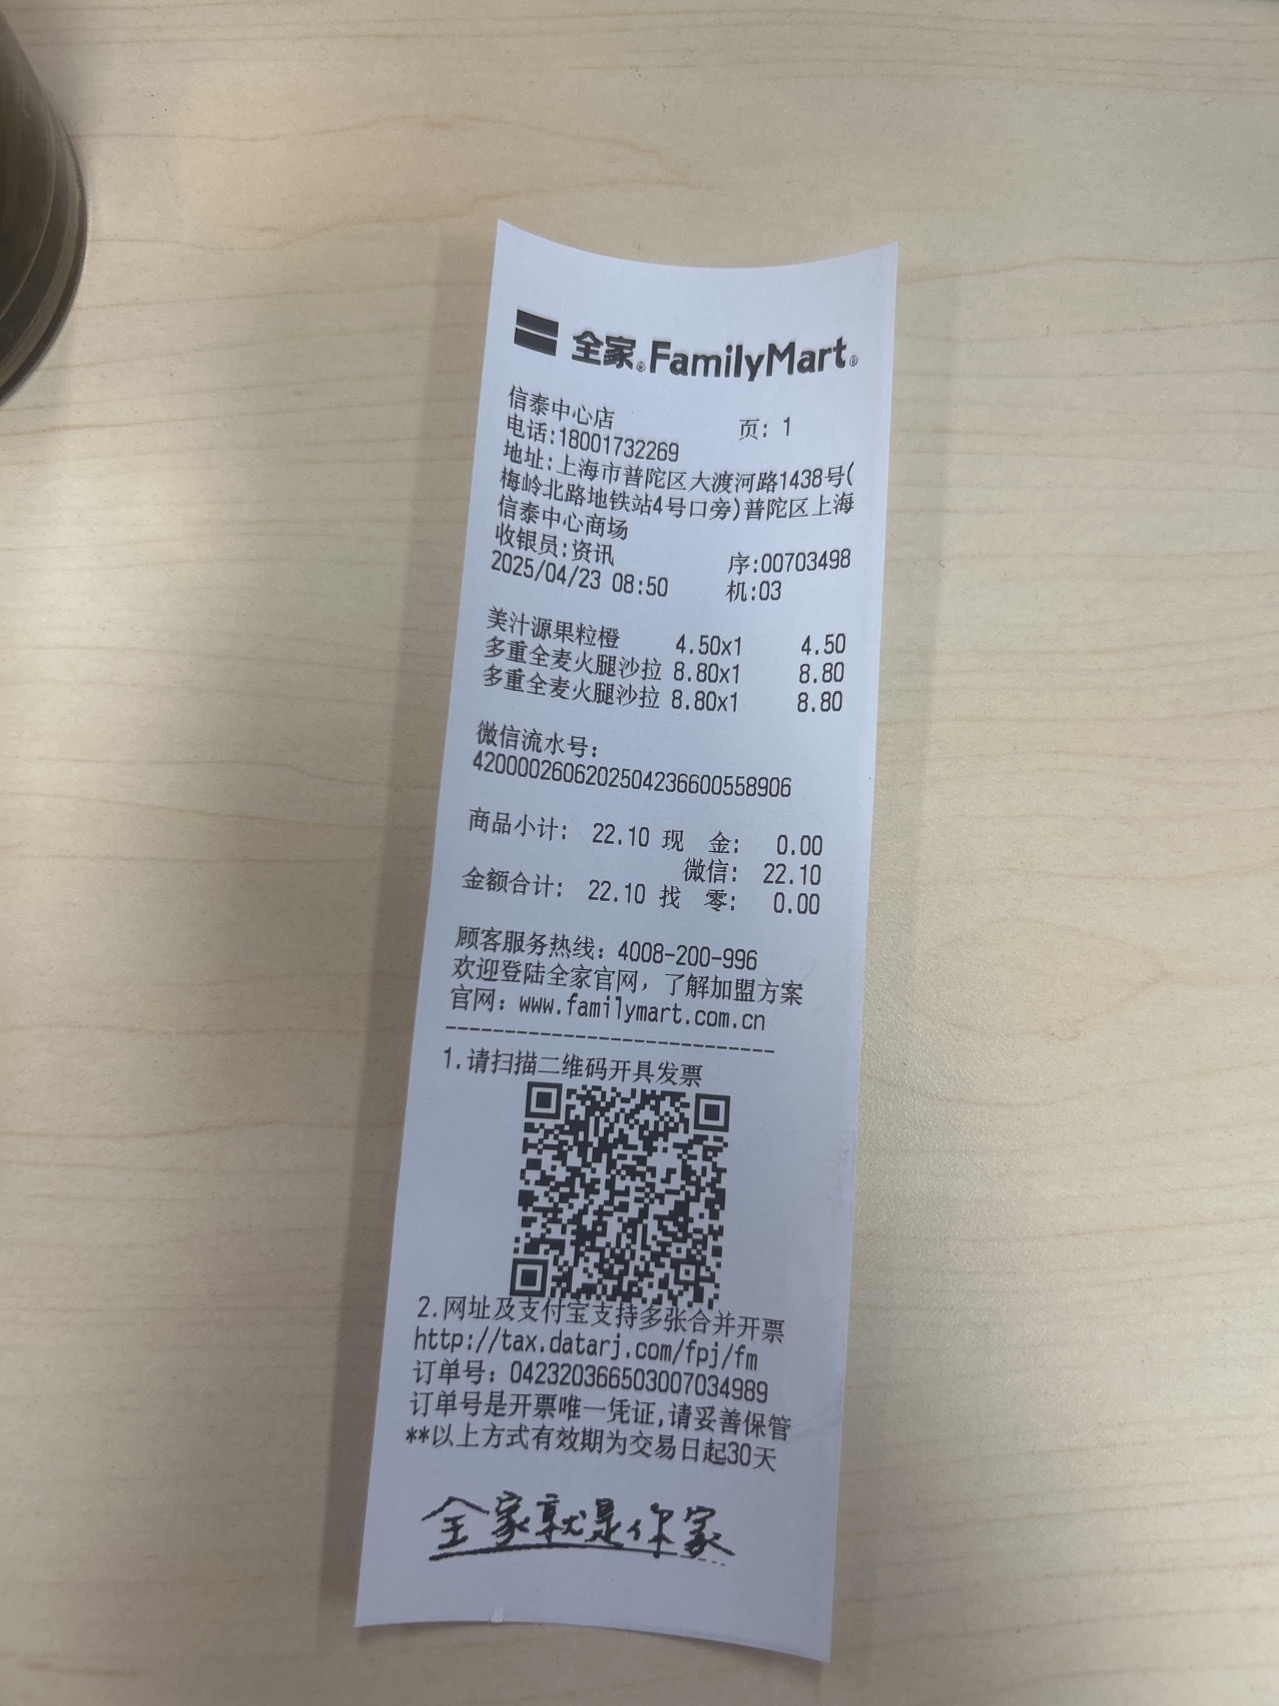 全家®FamilyMart®
信泰中心店 页: 1
电话:18001732269
地址:上海市普陀区大渡河路1438号(
梅岭北路地铁站4号口旁)普陀区上海
信泰中心商场
收银员:资讯 序:00703498
2025/04/23 08:50 机:03
美汁源果粒橙 4.50x1 4.50
多重全麦火腿沙拉 8.80x1 8.80
多重全麦火腿沙拉 8.80x1 8.80
微信流水号:
4200002606202504236600558906
商品小计: 22.10 现 金: 0.00
微信: 22.10
金额合计: 22.10 找 零: 0.00
顾客服务热线: 4008-200-996
欢迎登陆全家官网, 了解加盟方案
官网: www.familymart.com.cn
----------------------------
1.请扫描二维码开具发票
2.网址及支付宝支持多张合并开票
http://tax.datarj.com/fpj/fm
订单号: 0423203665030070349​89
订单号是开票唯一凭证,请妥善保管
**以上方式有效期为交易日起30天
全家就是你家